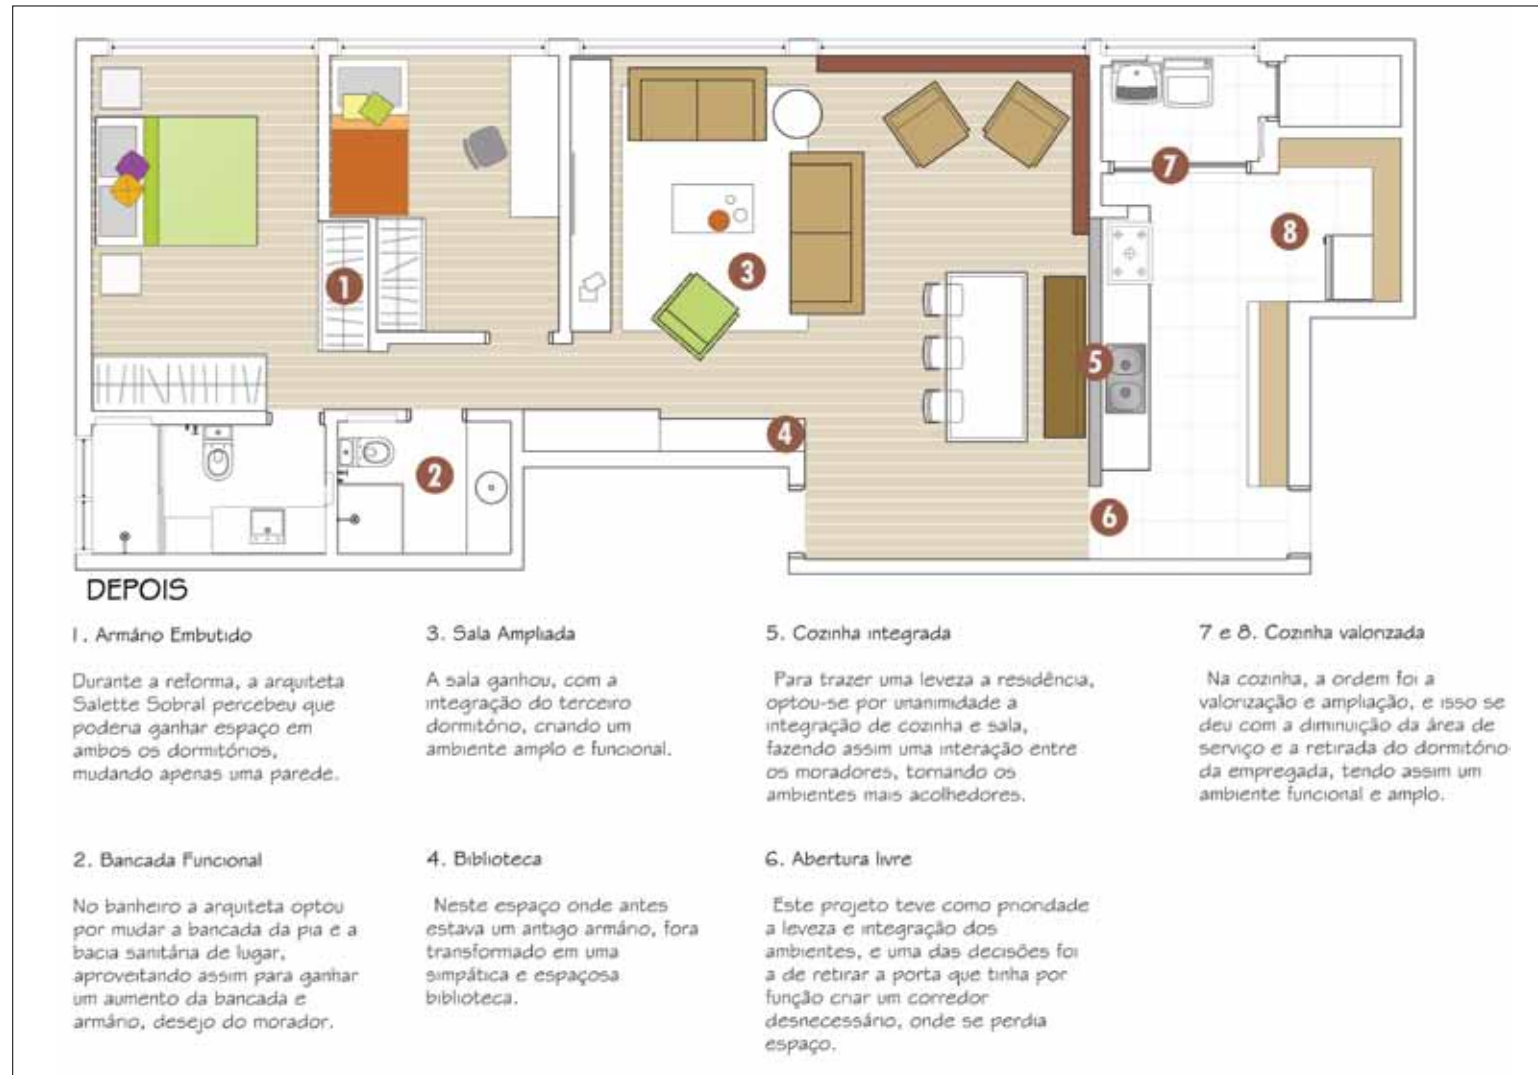 1
2
3
4
5
6
7
8
DEPOIS
1. Armário Embutido
Durante a reforma, a arquiteta
Salette Sobral percebeu que
poderia ganhar espaço em
ambos os dormitórios,
mudando apenas uma parede.
2. Bancada Funcional
No banheiro a arquiteta optou
por mudar a bancada da pia e a
bacia sanitária de lugar,
aproveitando assim para ganhar
um aumento da bancada e
armário, desejo do morador.
3. Sala Ampliada
A sala ganhou, com a
integração do terceiro
dormitório, criando um
ambiente amplo e funcional.
4. Biblioteca
Neste espaço onde antes
estava um antigo armário, fora
transformado em uma
simpática e espaçosa
biblioteca.
5. Cozinha integrada
Para trazer uma leveza a residência,
optou-se por unanimidade a
integração de cozinha e sala,
fazendo assim uma interação entre
os moradores, tornando os
ambientes mais acolhedores.
6. Abertura livre
Este projeto teve como prioridade
a leveza e integração dos
ambientes, e uma das decisões foi
a de retirar a porta que tinha por
função criar um corredor
desnecessário, onde se perdia
espaço.
7 e 8. Cozinha valorizada
Na cozinha, a ordem foi a
valorização e ampliação, e isso se
deu com a diminuição da área de
serviço e a retirada do dormitório
da empregada, tendo assim um
ambiente funcional e amplo.